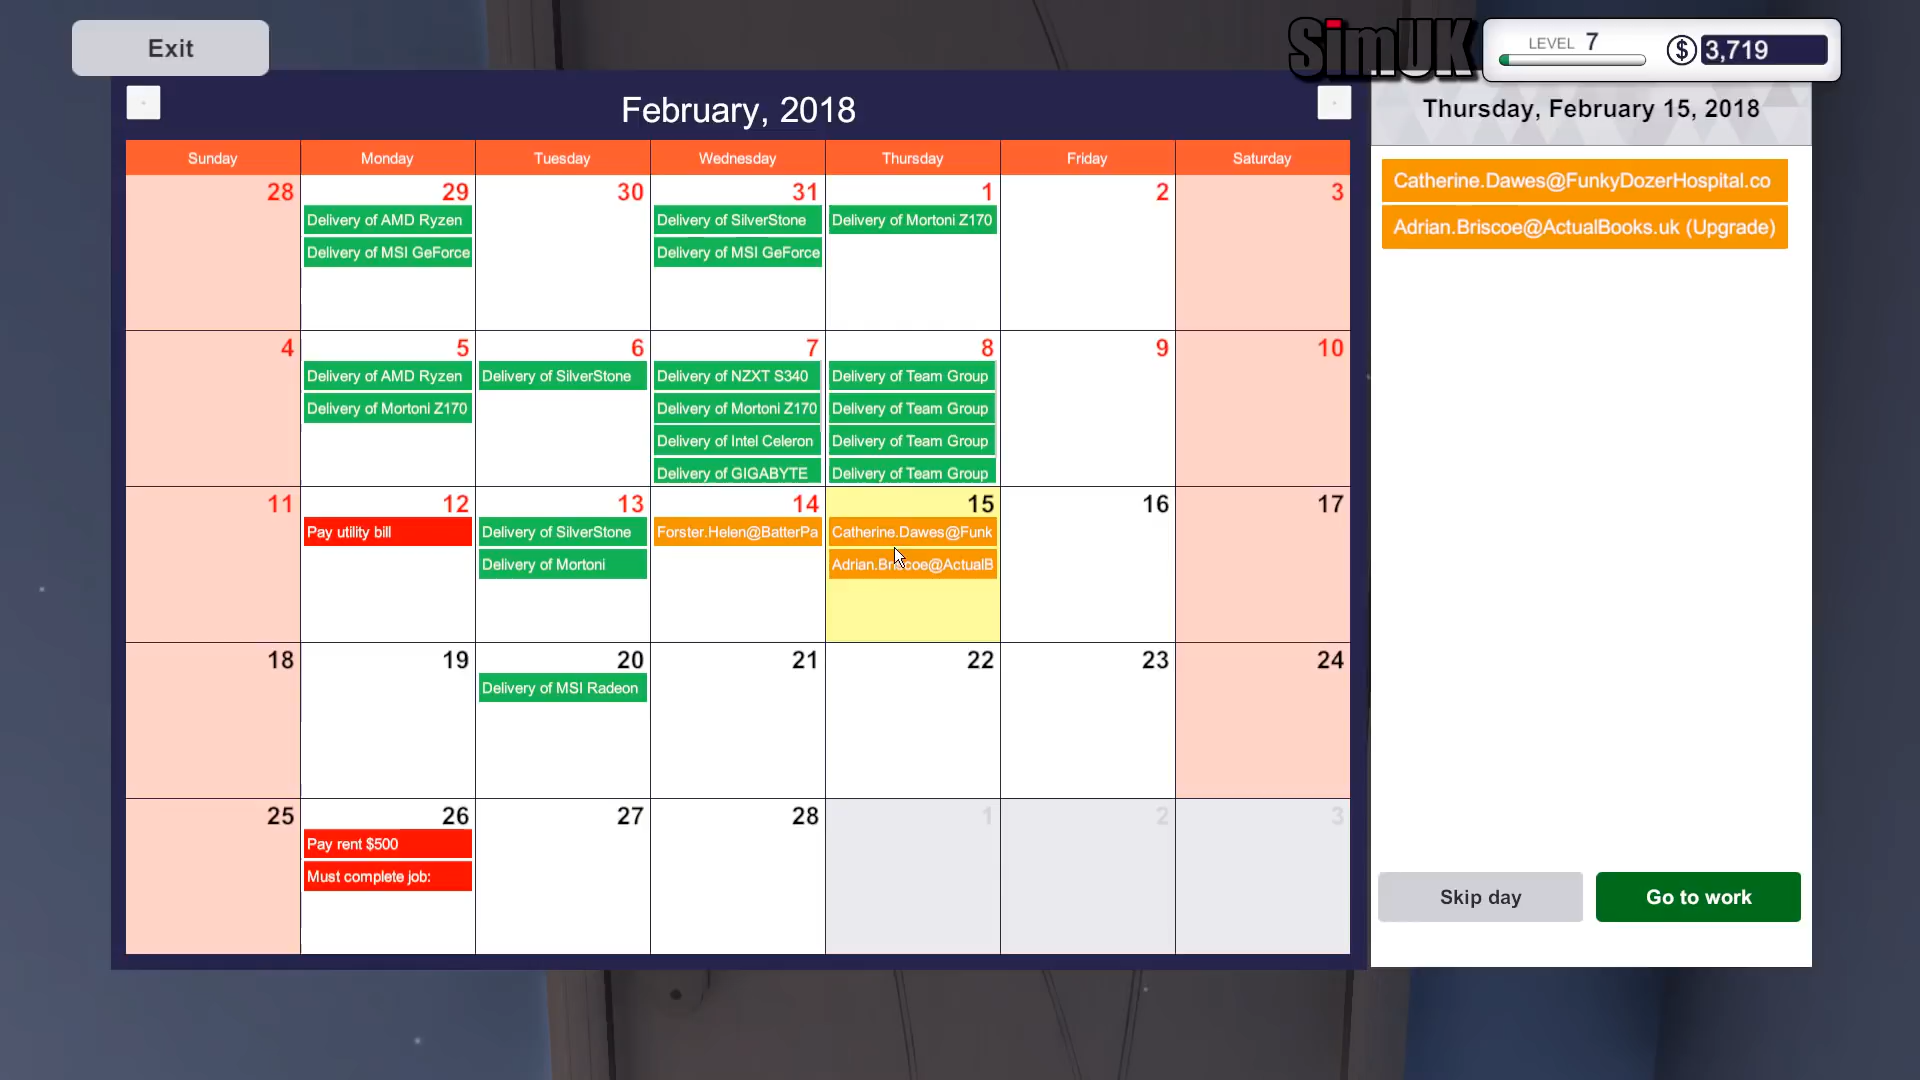 Exit
SimUK
LEVEL 7
$ 3,719
February, 2018
Sunday Monday Tuesday Wednesday Thursday Friday Saturday
28 29 30 31 1 2 3
Delivery of AMD Ryzen Delivery of SilverStone Delivery of Mortoni Z170
Delivery of MSI GeForce Delivery of MSI GeForce
4 5 6 7 8 9 10
Delivery of AMD Ryzen Delivery of SilverStone Delivery of NZXT S340 Delivery of Team Group
Delivery of Mortoni Z170 Delivery of Mortoni Z170 Delivery of Team Group
Delivery of Intel Celeron Delivery of Team Group
Delivery of GIGABYTE Delivery of Team Group
11 12 13 14 15 16 17
Pay utility bill Delivery of SilverStone Forster.Helen@BatterPa Catherine.Dawes@Funk
Delivery of Mortoni Adrian.Briscoe@ActualB
18 19 20 21 22 23 24
Delivery of MSI Radeon
25 26 27 28 1 2 3
Pay rent $500
Must complete job:
Thursday, February 15, 2018
Catherine.Dawes@FunkyDozerHospital.co
Adrian.Briscoe@ActualBooks.uk (Upgrade)
Skip day Go to work